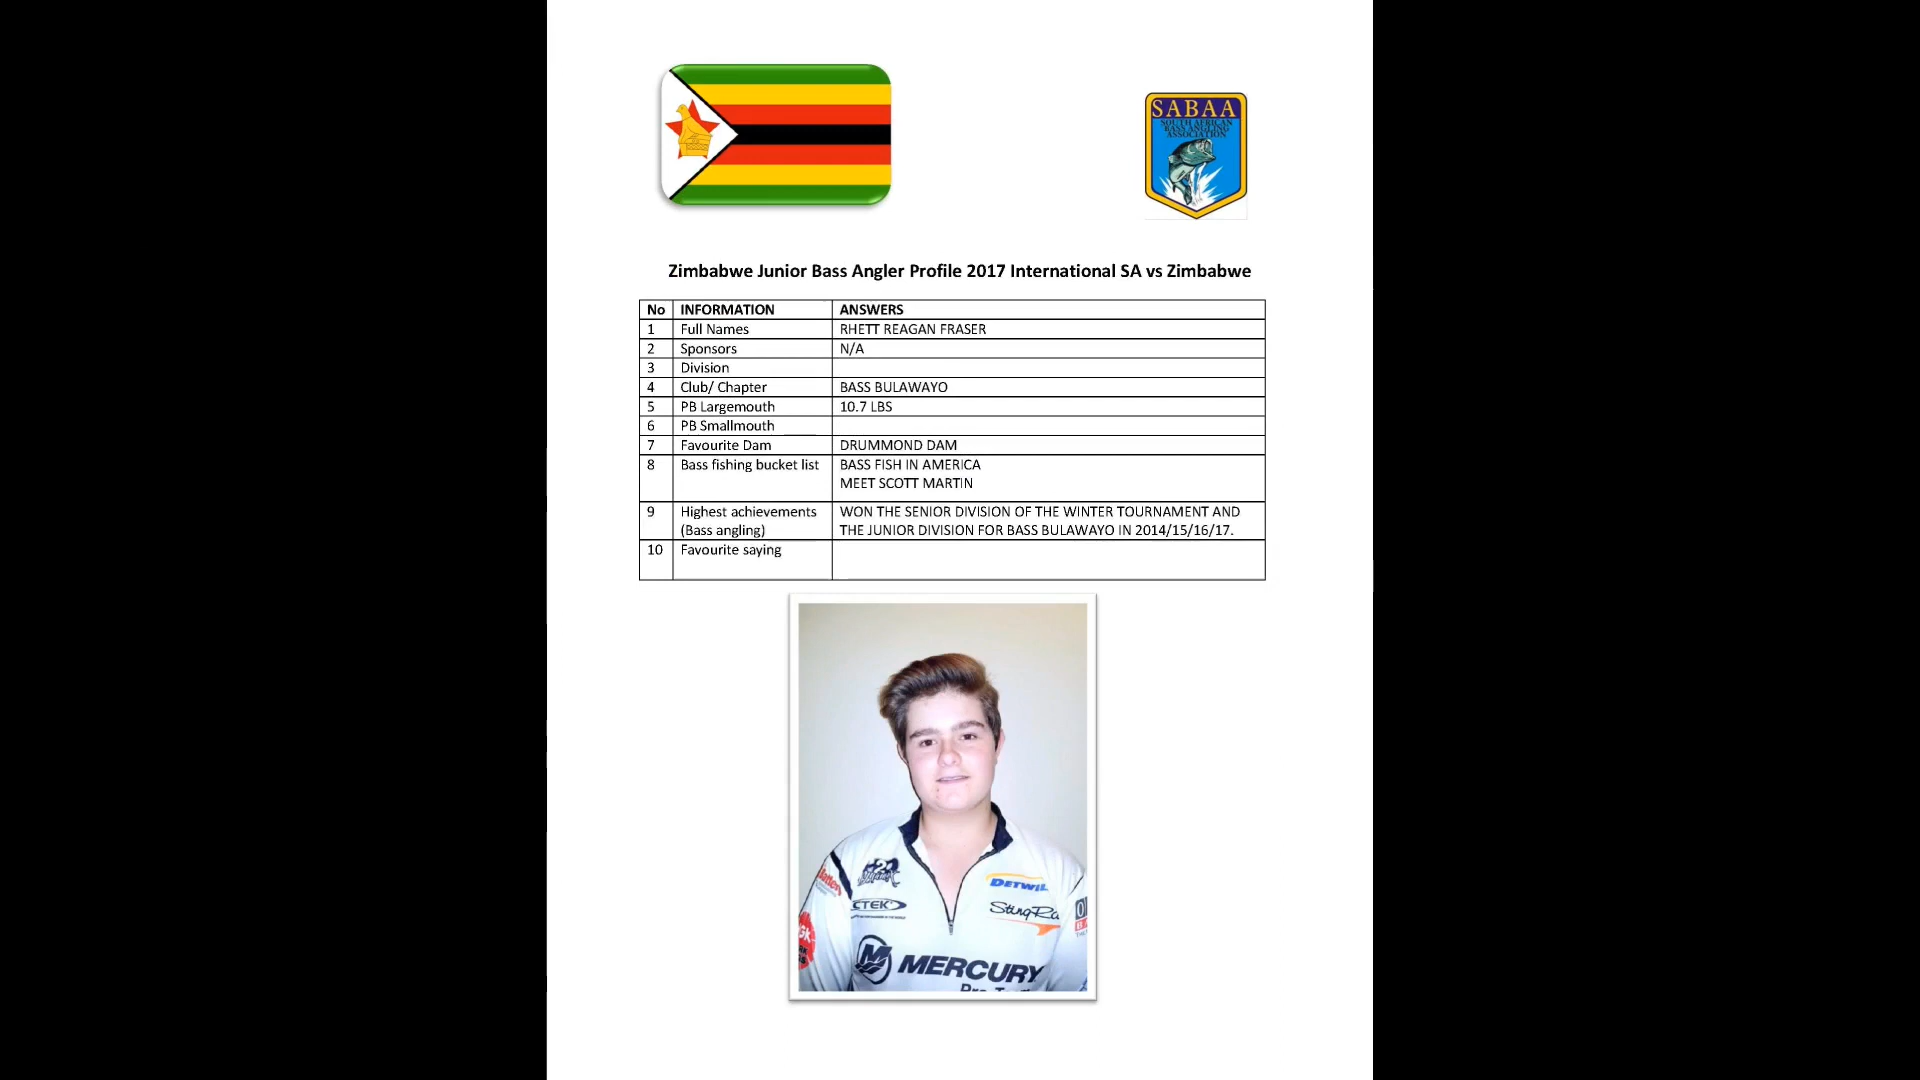 SABAA
SOUTH AFRICAN
BASS ANGLING
ASSOCIATION
Zimbabwe Junior Bass Angler Profile 2017 International SA vs Zimbabwe
No INFORMATION ANSWERS
1 Full Names RHETT REAGAN FRASER
2 Sponsors N/A
3 Division
4 Club/ Chapter BASS BULAWAYO
5 PB Largemouth 10.7 LBS
6 PB Smallmouth
7 Favourite Dam DRUMMOND DAM
8 Bass fishing bucket list BASS FISH IN AMERICA
MEET SCOTT MARTIN
9 Highest achievements WON THE SENIOR DIVISION OF THE WINTER TOURNAMENT AND
(Bass angling) THE JUNIOR DIVISION FOR BASS BULAWAYO IN 2014/15/16/17.
10 Favourite saying
DETWIL
CTEK
StingRa
MERCURY